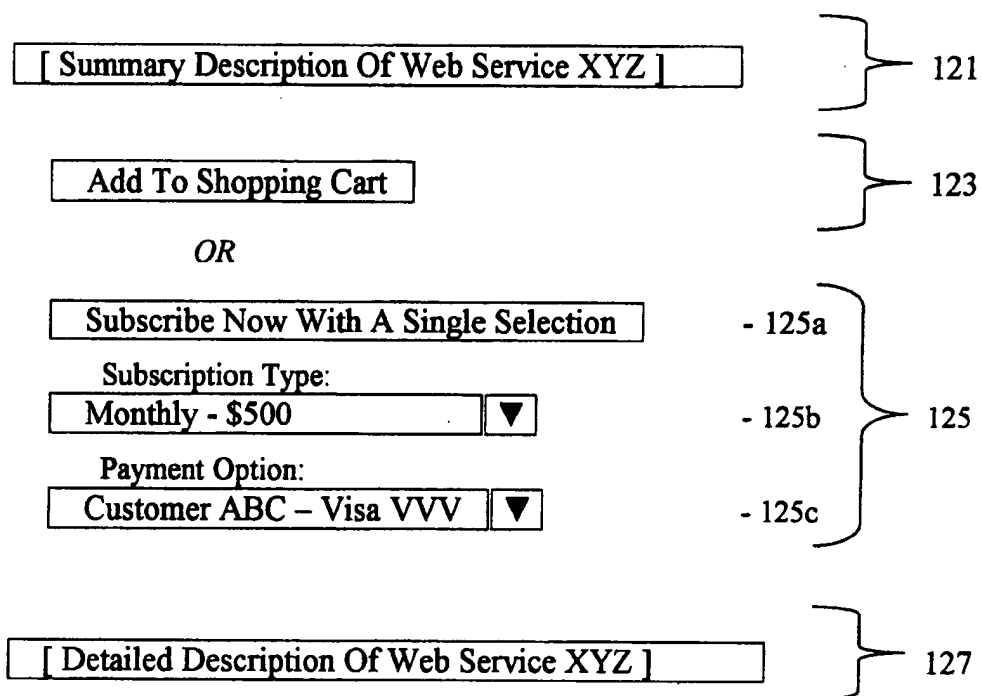 [ Summary Description Of Web Service XYZ ] 121
Add To Shopping Cart 123
OR
Subscribe Now With A Single Selection - 125a
Subscription Type:
Monthly - $500 ▼ - 125b 125
Payment Option:
Customer ABC – Visa VVV ▼ - 125c
[ Detailed Description Of Web Service XYZ ] 127